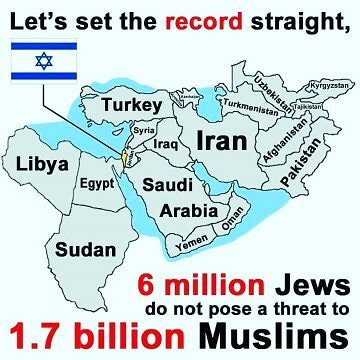 Let's set the record straight,
Turkey
Syria
Iraq
Iran
Uzbekistan
Kyrgyzstan
Turkmenistan
Tajikistan
Afghanistan
Pakistan
Libya
Egypt
Saudi
Arabia
Oman
Yemen
Sudan
6 million Jews
do not pose a threat to
1.7 billion Muslims